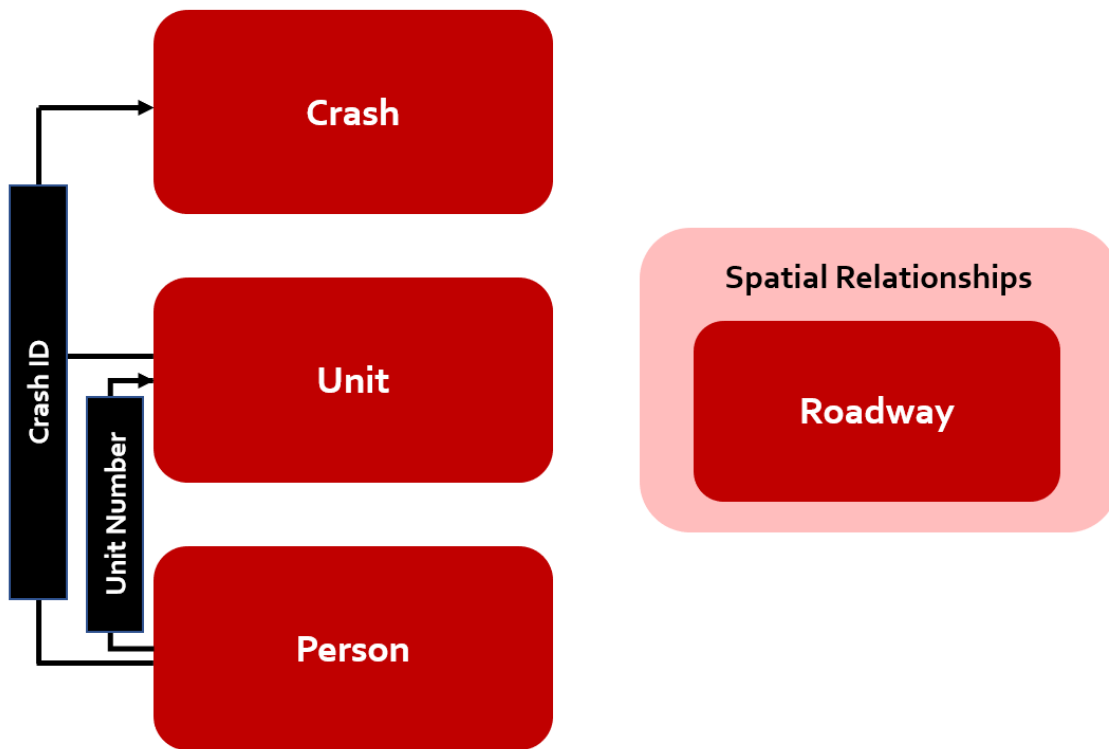 Crash
Crash ID
Unit
Unit Number
Person
Spatial Relationships
Roadway